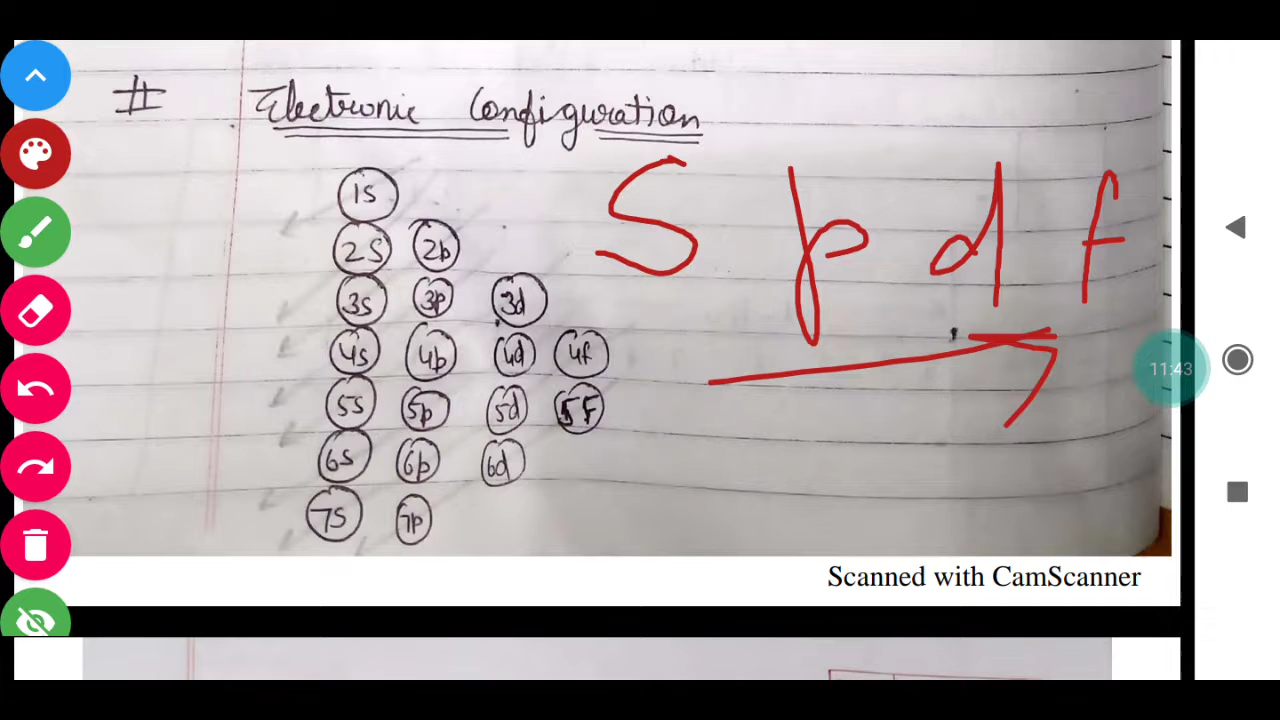 # Electronic Configuration
1s
S p d f
2s 2p
3s 3p 3d
4s 4p 4d 4f
11:43
5s 5p 5d 5F
6s 6p 6d
7s 7p
Scanned with CamScanner